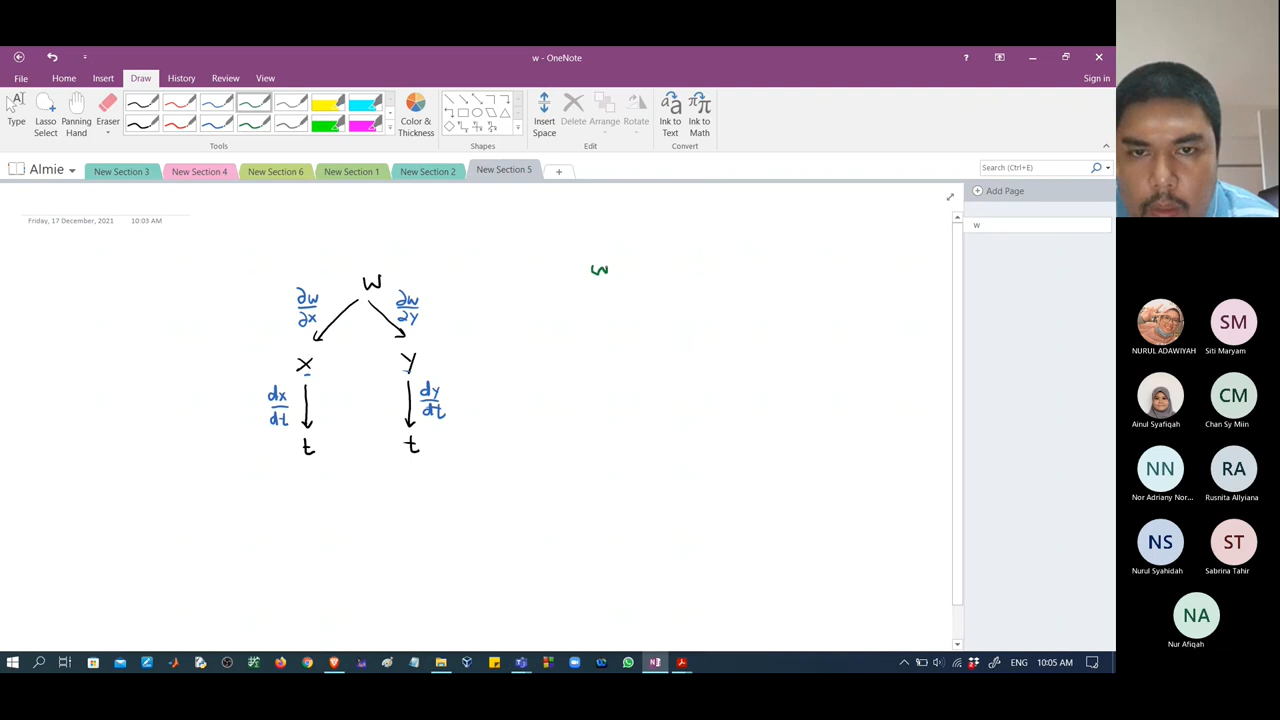 w - OneNote
File Home Insert Draw History Review View
Sign in
Type
Lasso Select
Panning Hand
Eraser
Color & Thickness
Insert Space
Delete
Arrange
Rotate
Ink to Text
Ink to Math
Tools
Shapes
Edit
Convert
Almie
New Section 3
New Section 4
New Section 6
New Section 1
New Section 2
New Section 5
Search (Ctrl+E)
Add Page
w
Friday, 17 December, 2021 10:03 AM
w
w
∂w/∂x
∂w/∂y
x
y
dx/dt
dy/dt
t
t
NURUL ADAWIYAH
SM
Siti Maryam
Ainul Syafiqah
CM
Chan Sy Miin
NN
Nor Adriany Nor...
RA
Rusnita Allyiana
NS
Nurul Syahidah
ST
Sabrina Tahir
NA
Nur Afiqah
ENG
10:05 AM